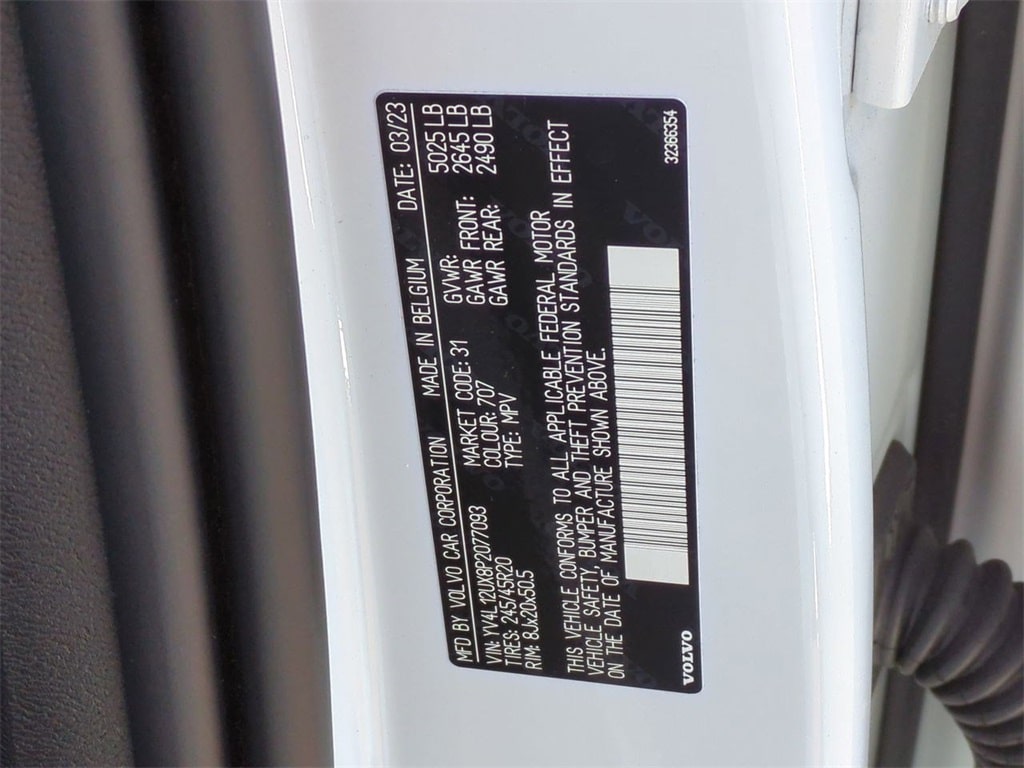 MFD BY VOLVO CAR CORPORATION MADE IN BELGIUM DATE: 03/23
VIN: YV4L12UX8P2077093 MARKET CODE: 31 GVWR: 5025 LB
TIRES: 245/45R20 COLOUR: 707 GAWR FRONT: 2645 LB
RIM: 8Jx20x50.5 TYPE: MPV GAWR REAR: 2490 LB
THIS VEHICLE CONFORMS TO ALL APPLICABLE FEDERAL MOTOR
VEHICLE SAFETY, BUMPER AND THEFT PREVENTION STANDARDS IN EFFECT
ON THE DATE OF MANUFACTURE SHOWN ABOVE.
VOLVO 32366354